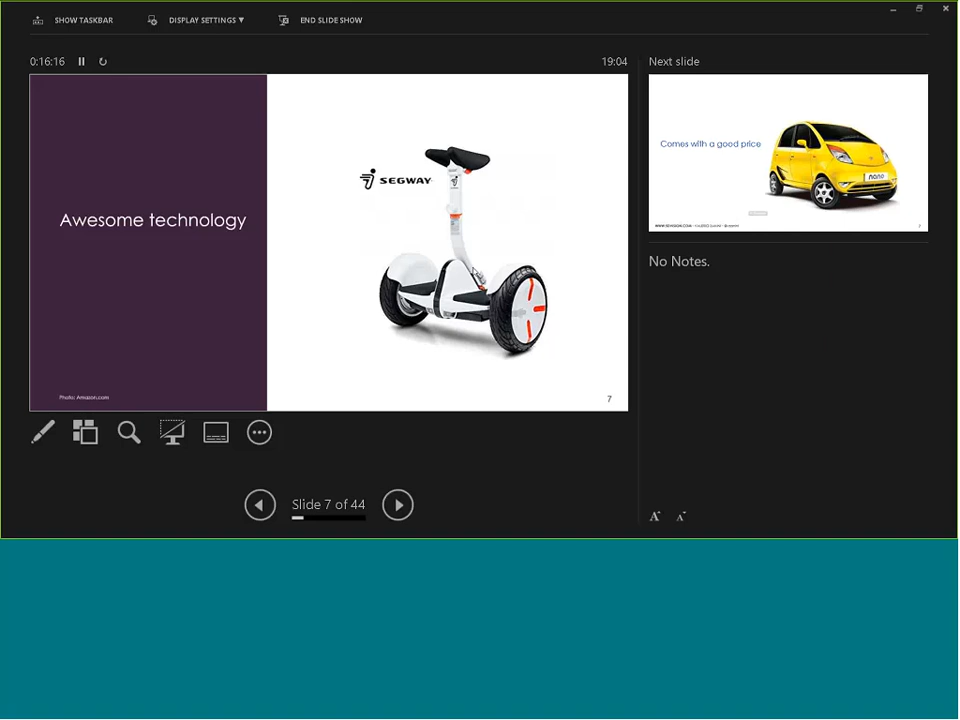 SHOW TASKBAR
DISPLAY SETTINGS ▼
END SLIDE SHOW
0:16:16
19:04
Next slide
Awesome technology
SEGWAY
Photo: Amazon.com
7
Comes with a good price
nano
7
No Notes.
Slide 7 of 44
A
A